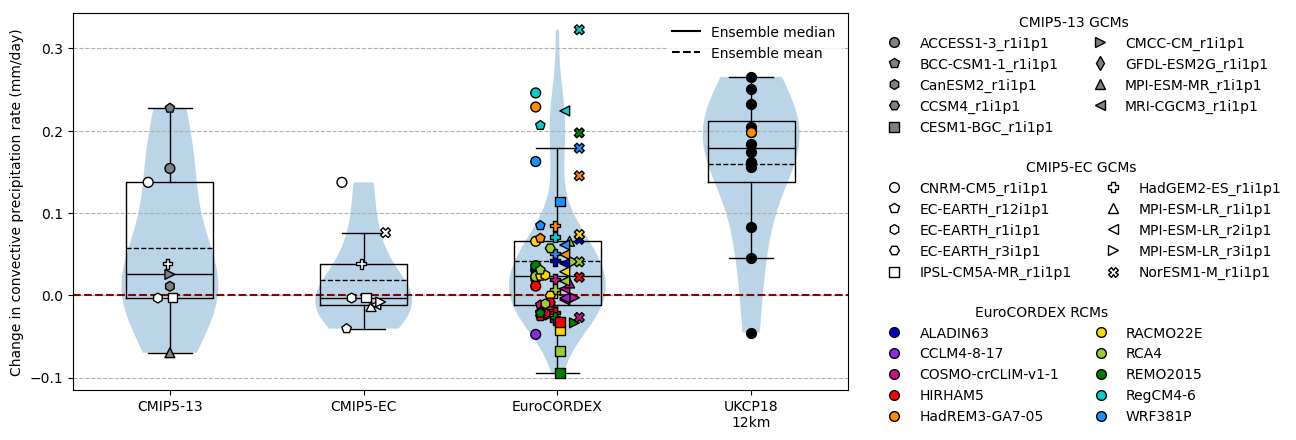 Change in convective precipitation rate (mm/day)
0.3
0.2
0.1
0.0
−0.1
CMIP5-13
CMIP5-EC
EuroCORDEX
UKCP18
12km
Ensemble median
Ensemble mean
CMIP5-13 GCMs
ACCESS1-3_r1i1p1
BCC-CSM1-1_r1i1p1
CanESM2_r1i1p1
CCSM4_r1i1p1
CESM1-BGC_r1i1p1
CMCC-CM_r1i1p1
GFDL-ESM2G_r1i1p1
MPI-ESM-MR_r1i1p1
MRI-CGCM3_r1i1p1
CMIP5-EC GCMs
CNRM-CM5_r1i1p1
EC-EARTH_r12i1p1
EC-EARTH_r1i1p1
EC-EARTH_r3i1p1
IPSL-CM5A-MR_r1i1p1
HadGEM2-ES_r1i1p1
MPI-ESM-LR_r1i1p1
MPI-ESM-LR_r2i1p1
MPI-ESM-LR_r3i1p1
NorESM1-M_r1i1p1
EuroCORDEX RCMs
ALADIN63
CCLM4-8-17
COSMO-crCLIM-v1-1
HIRHAM5
HadREM3-GA7-05
RACMO22E
RCA4
REMO2015
RegCM4-6
WRF381P